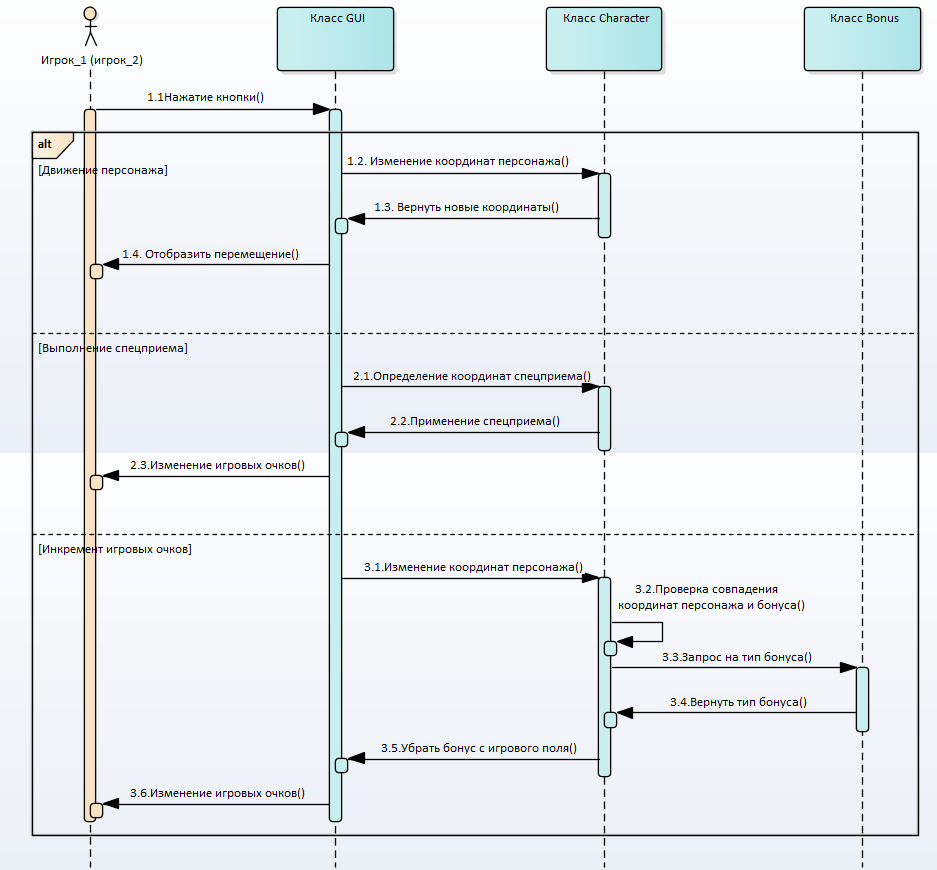 Класс GUI
Класс Character
Класс Bonus
Игрок_1 (игрок_2)
1.1Нажатие кнопки()
alt
[Движение персонажа]
1.2. Изменение координат персонажа()
1.3. Вернуть новые координаты()
1.4. Отобразить перемещение()
[Выполнение спецприема]
2.1.Определение координат спецприема()
2.2.Применение спецприема()
2.3.Изменение игровых очков()
[Инкремент игровых очков]
3.1.Изменение координат персонажа()
3.2.Проверка совпадения
координат персонажа и бонуса()
3.3.Запрос на тип бонуса()
3.4.Вернуть тип бонуса()
3.5.Убрать бонус с игрового поля()
3.6.Изменение игровых очков()